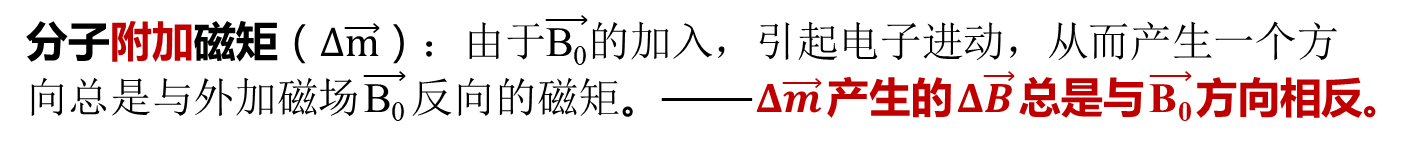 分子附加磁矩（Δm⃗）：由于B₀⃗的加入，引起电子进动，从而产生一个方
向总是与外加磁场B₀⃗反向的磁矩。——Δm⃗产生的ΔB⃗总是与B₀⃗方向相反。